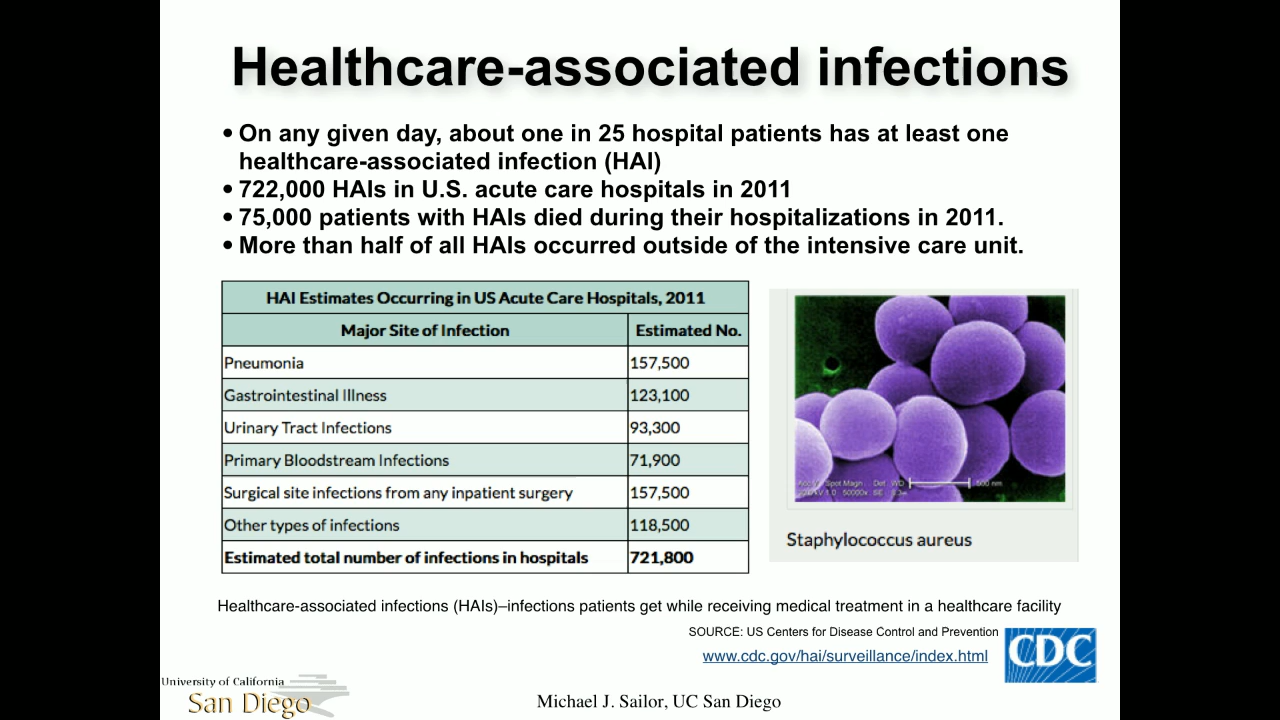 Healthcare-associated infections
• On any given day, about one in 25 hospital patients has at least one
healthcare-associated infection (HAI)
• 722,000 HAIs in U.S. acute care hospitals in 2011
• 75,000 patients with HAIs died during their hospitalizations in 2011.
• More than half of all HAIs occurred outside of the intensive care unit.
HAI Estimates Occurring in US Acute Care Hospitals, 2011
Major Site of Infection Estimated No.
Pneumonia 157,500
Gastrointestinal Illness 123,100
Urinary Tract Infections 93,300
Primary Bloodstream Infections 71,900
Surgical site infections from any inpatient surgery 157,500
Other types of infections 118,500
Estimated total number of infections in hospitals 721,800
Spot Magn Det WD 500 nm
50000x SE
Staphylococcus aureus
Healthcare-associated infections (HAIs)–infections patients get while receiving medical treatment in a healthcare facility
SOURCE: US Centers for Disease Control and Prevention
www.cdc.gov/hai/surveillance/index.html
CDC
University of California
San Diego
Michael J. Sailor, UC San Diego